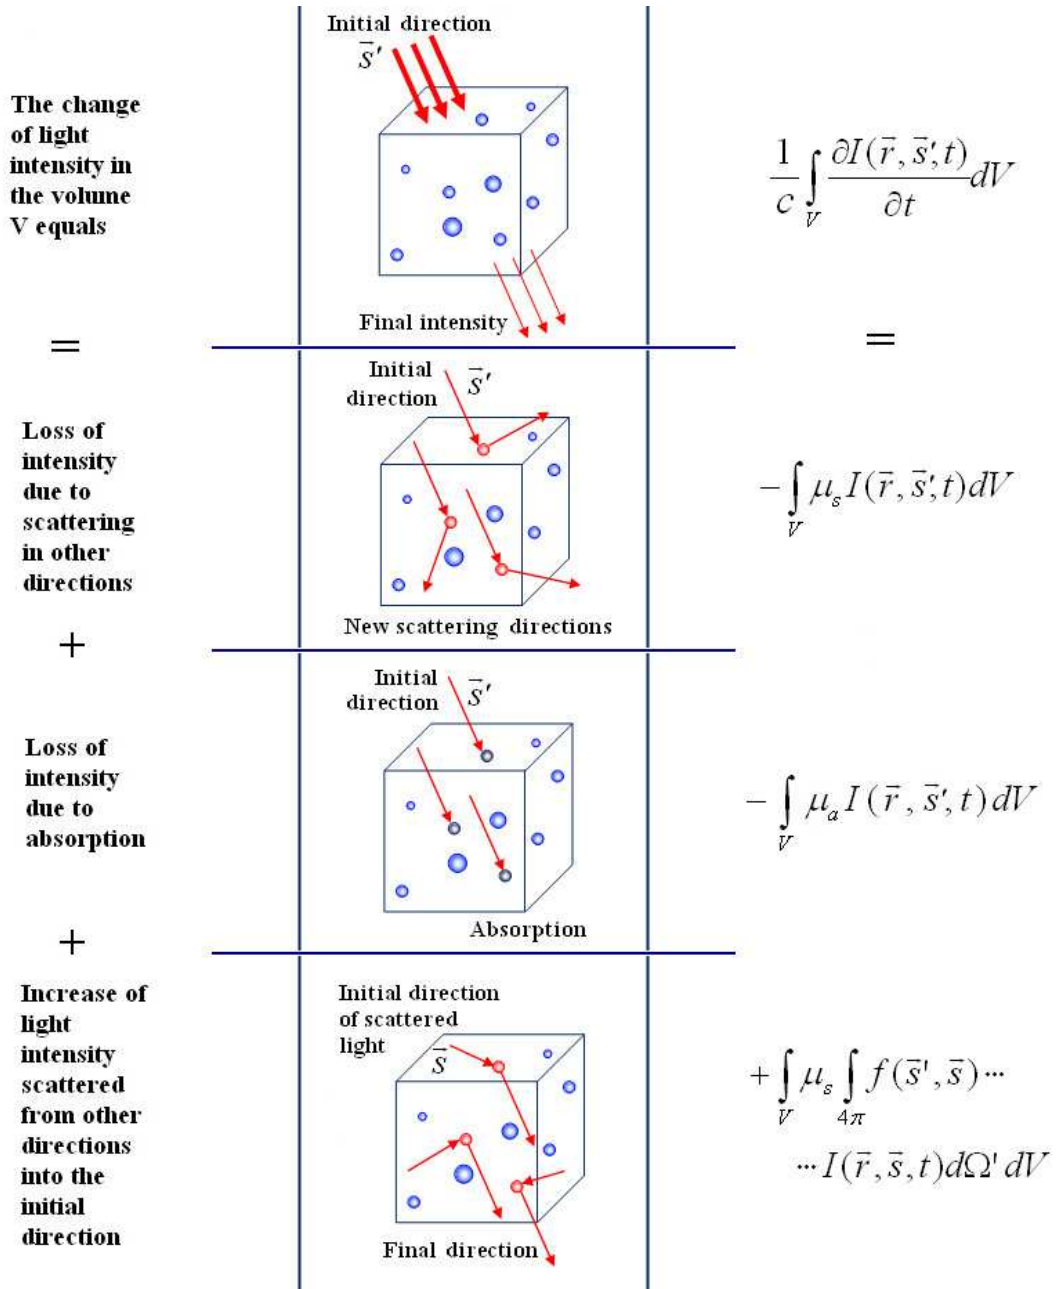 The change
of light
intensity in
the volume
V equals
Initial direction
s⃗′
Final intensity
1/c ∫_V ∂I(r⃗, s⃗′, t)/∂t dV
=
=
Loss of
intensity
due to
scattering
in other
directions
Initial
direction
s⃗′
New scattering directions
− ∫_V μ_s I(r⃗, s⃗′, t) dV
+
Loss of
intensity
due to
absorption
Initial
direction
s⃗′
Absorption
− ∫_V μ_a I(r⃗, s⃗′, t) dV
+
Increase of
light
intensity
scattered
from other
directions
into the
initial
direction
Initial direction
of scattered
light
s⃗
Final direction
+ ∫_V μ_s ∫_4π f(s⃗′, s⃗) ···
··· I(r⃗, s⃗, t) dΩ′ dV